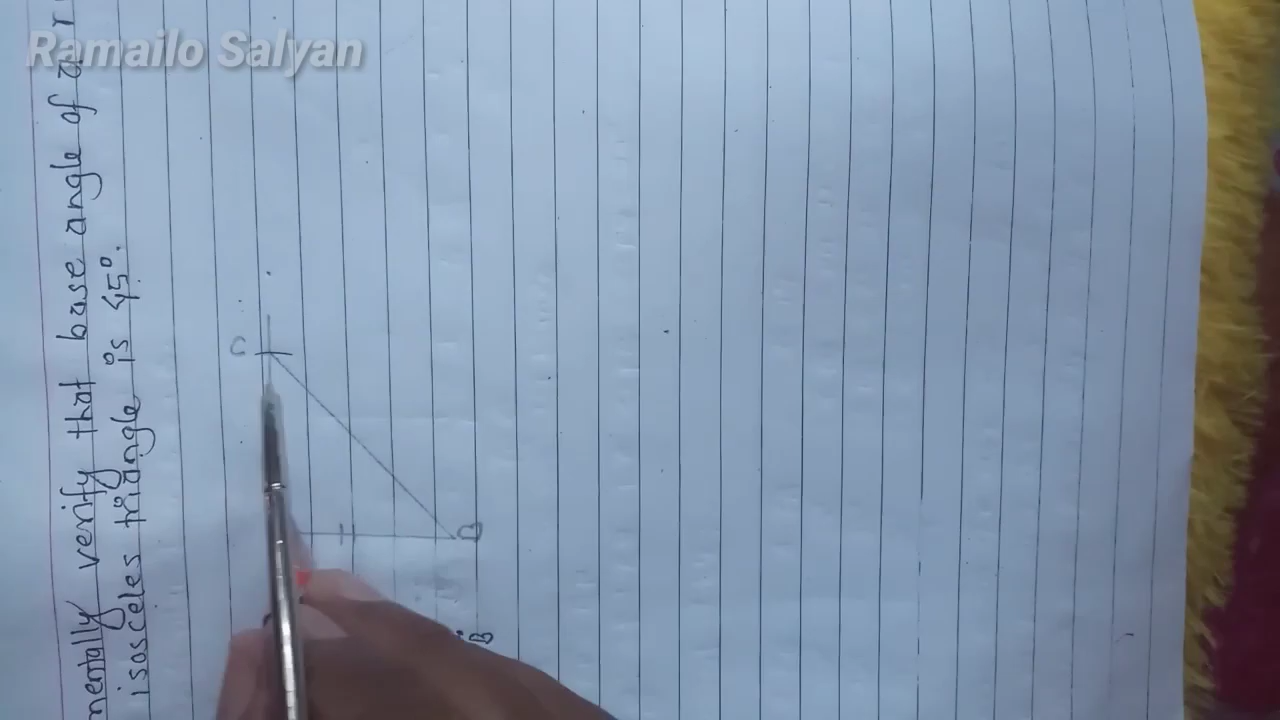 Ramailo Salyan
mentally verify that base angle of a r
isosceles triangle is 45°.
C
B
B